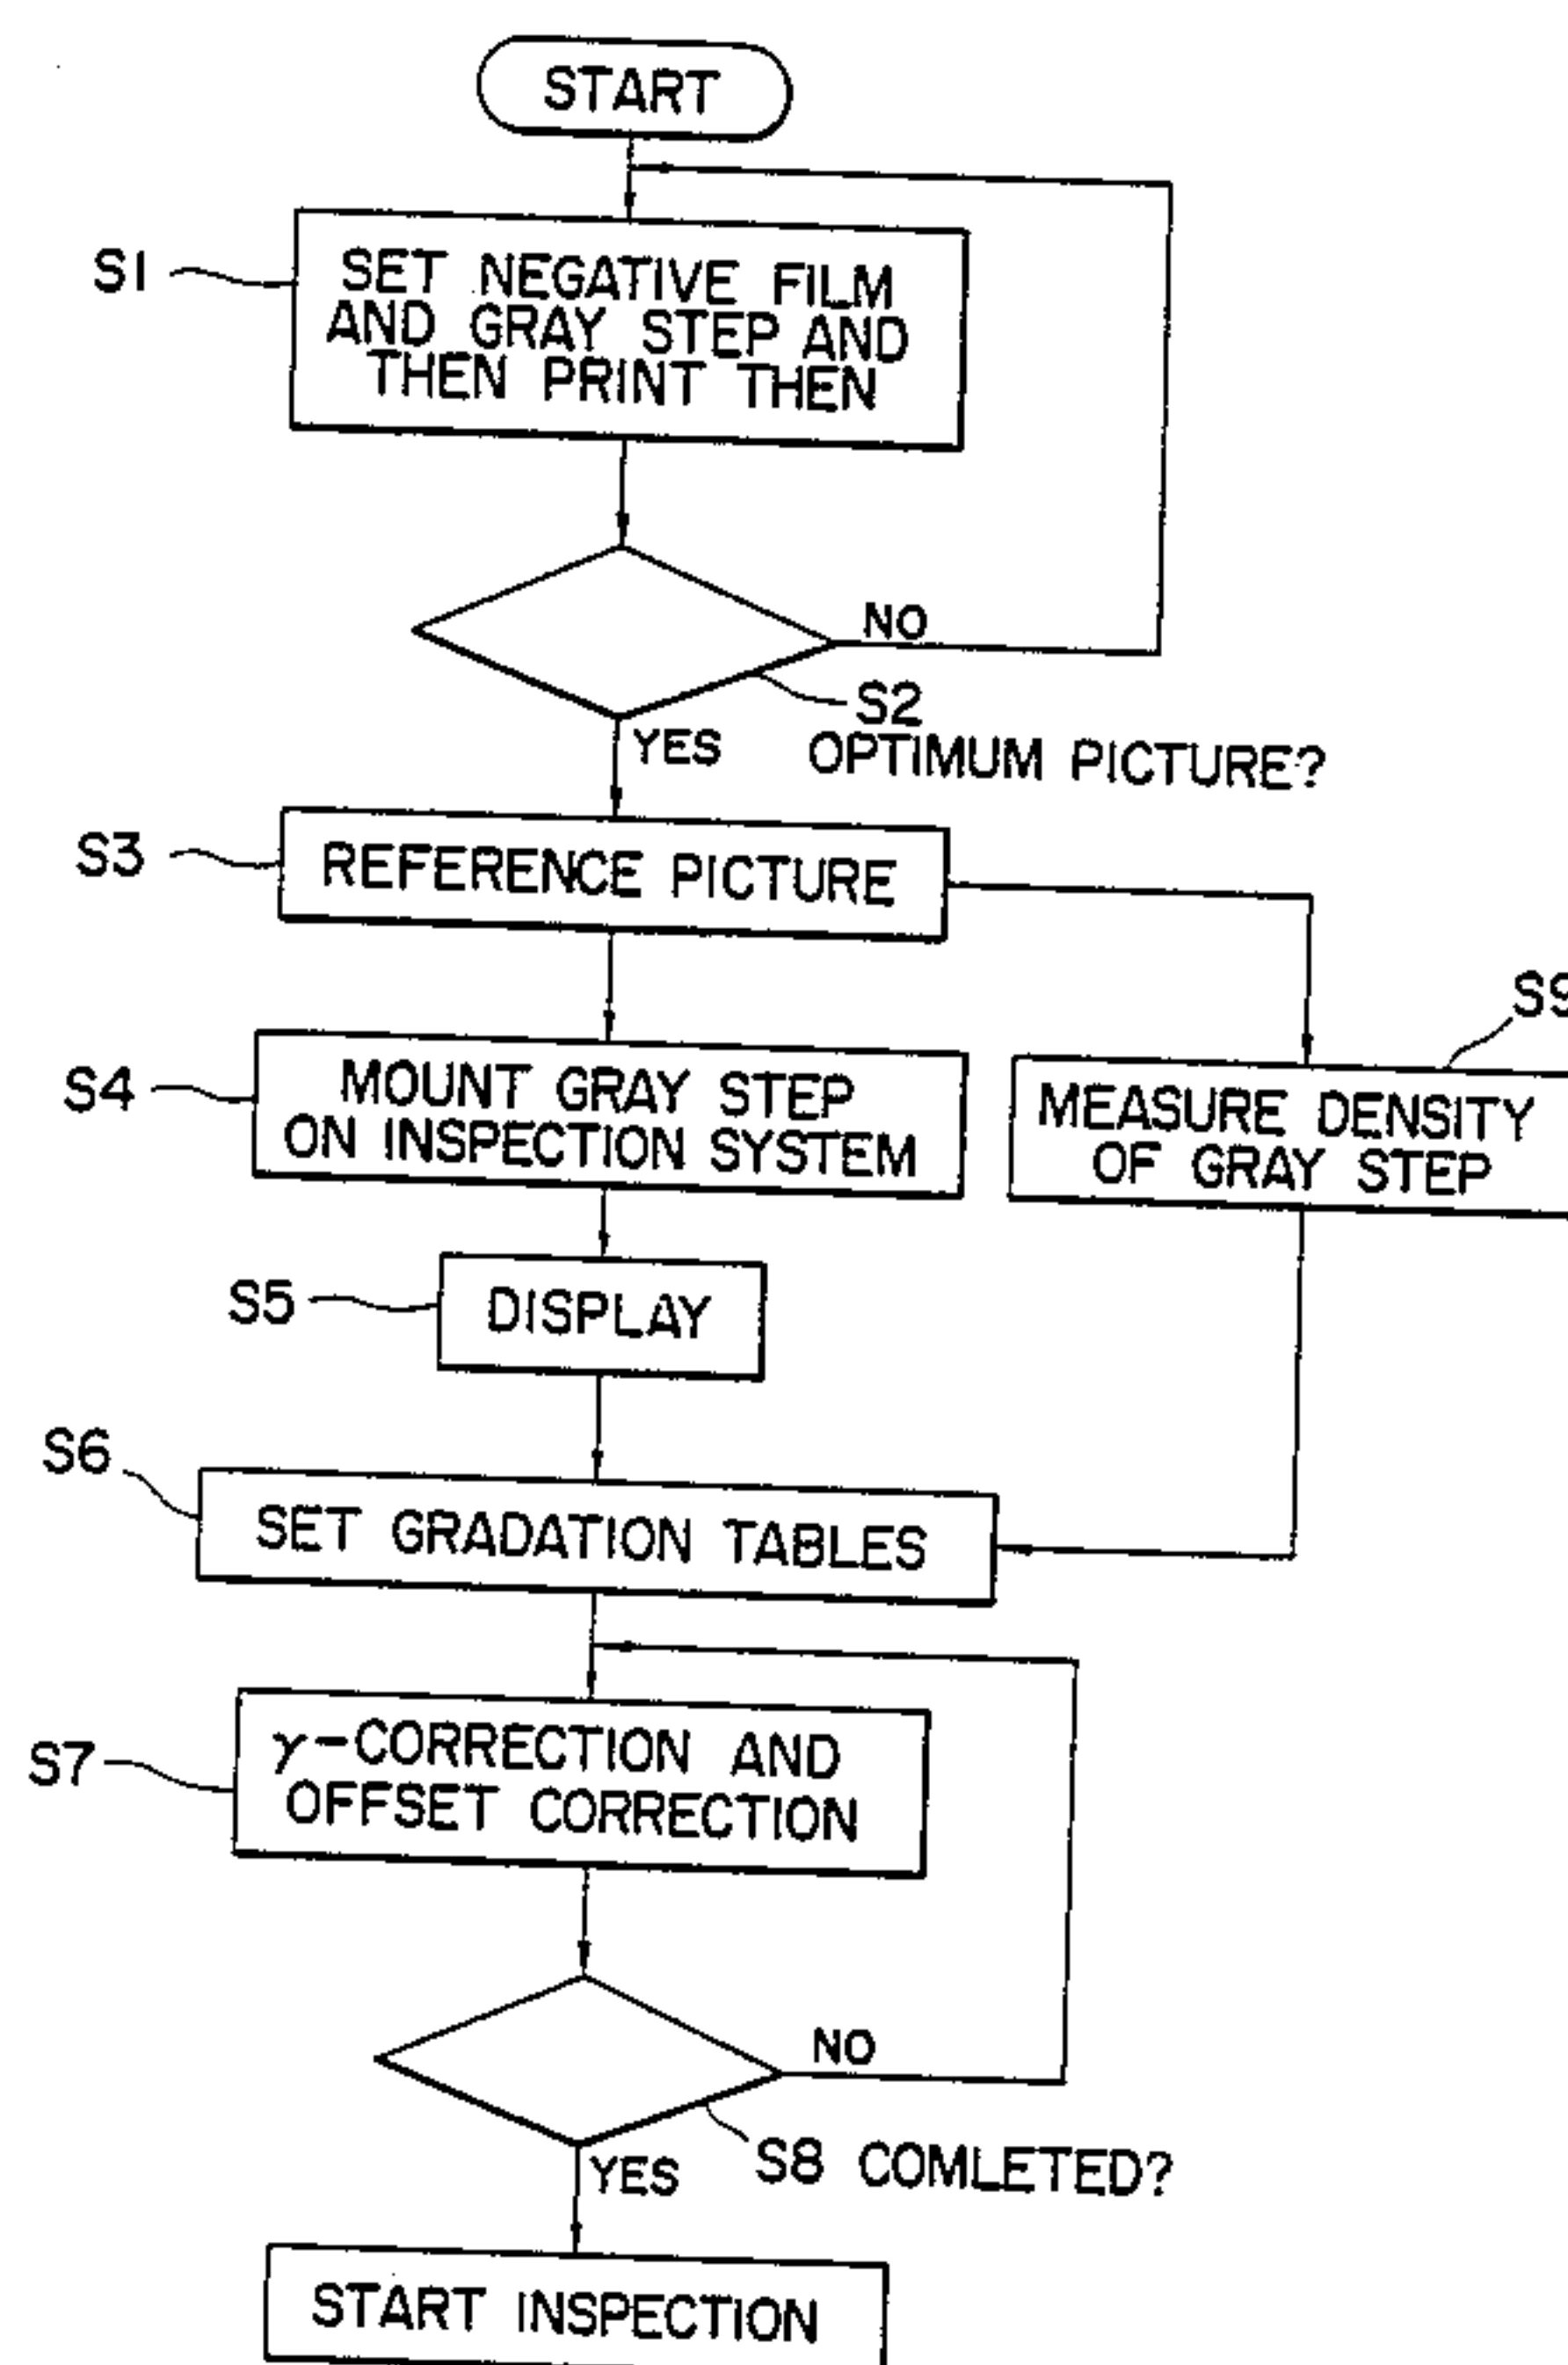 START
S1
SET NEGATIVE FILM
AND GRAY STEP AND
THEN PRINT THEN
NO
S2
YES
OPTIMUM PICTURE?
S3
REFERENCE PICTURE
S9
S4
MOUNT GRAY STEP
ON INSPECTION SYSTEM
MEASURE DENSITY
OF GRAY STEP
S5
DISPLAY
S6
SET GRADATION TABLES
S7
γ-CORRECTION AND
OFFSET CORRECTION
NO
S8 COMLETED?
YES
START INSPECTION